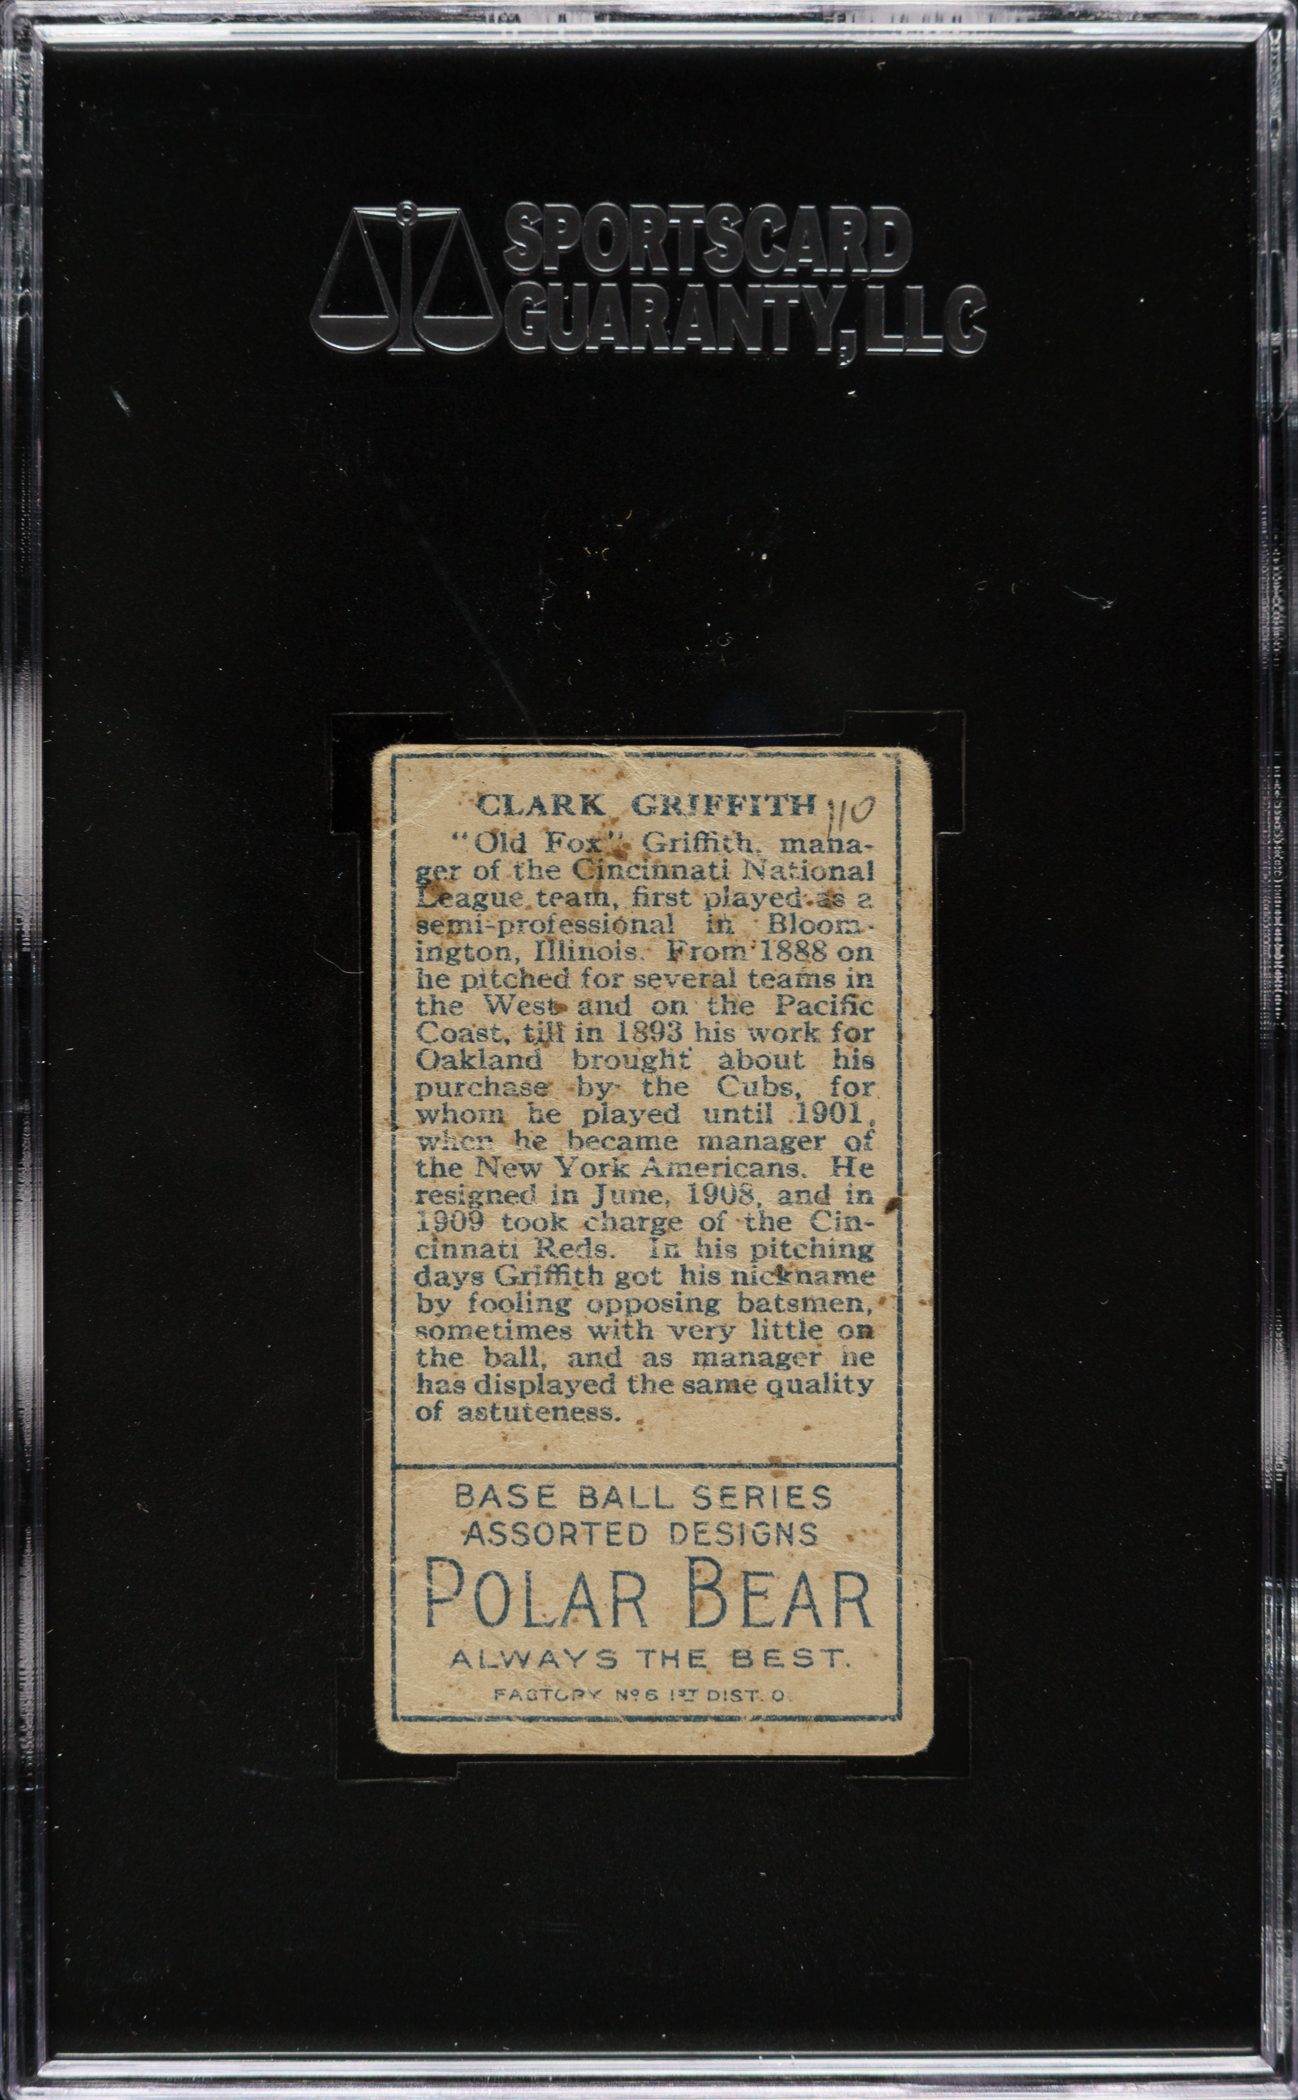 SPORTSCARD
GUARANTY, LLC
CLARK GRIFFITH
110
"Old Fox" Griffith, mana-
ger of the Cincinnati National
League team, first played as a
semi-professional in Bloom-
ington, Illinois. From 1888 on
he pitched for several teams in
the West and on the Pacific
Coast, till in 1893 his work for
Oakland brought about his
purchase by the Cubs, for
whom he played until 1901,
when he became manager of
the New York Americans. He
resigned in June, 1908, and in
1909 took charge of the Cin-
cinnati Reds. In his pitching
days Griffith got his nickname
by fooling opposing batsmen,
sometimes with very little on
the ball, and as manager he
has displayed the same quality
of astuteness.
BASE BALL SERIES
ASSORTED DESIGNS
POLAR BEAR
ALWAYS THE BEST.
FACTORY Nº 6 1ST DIST. O.